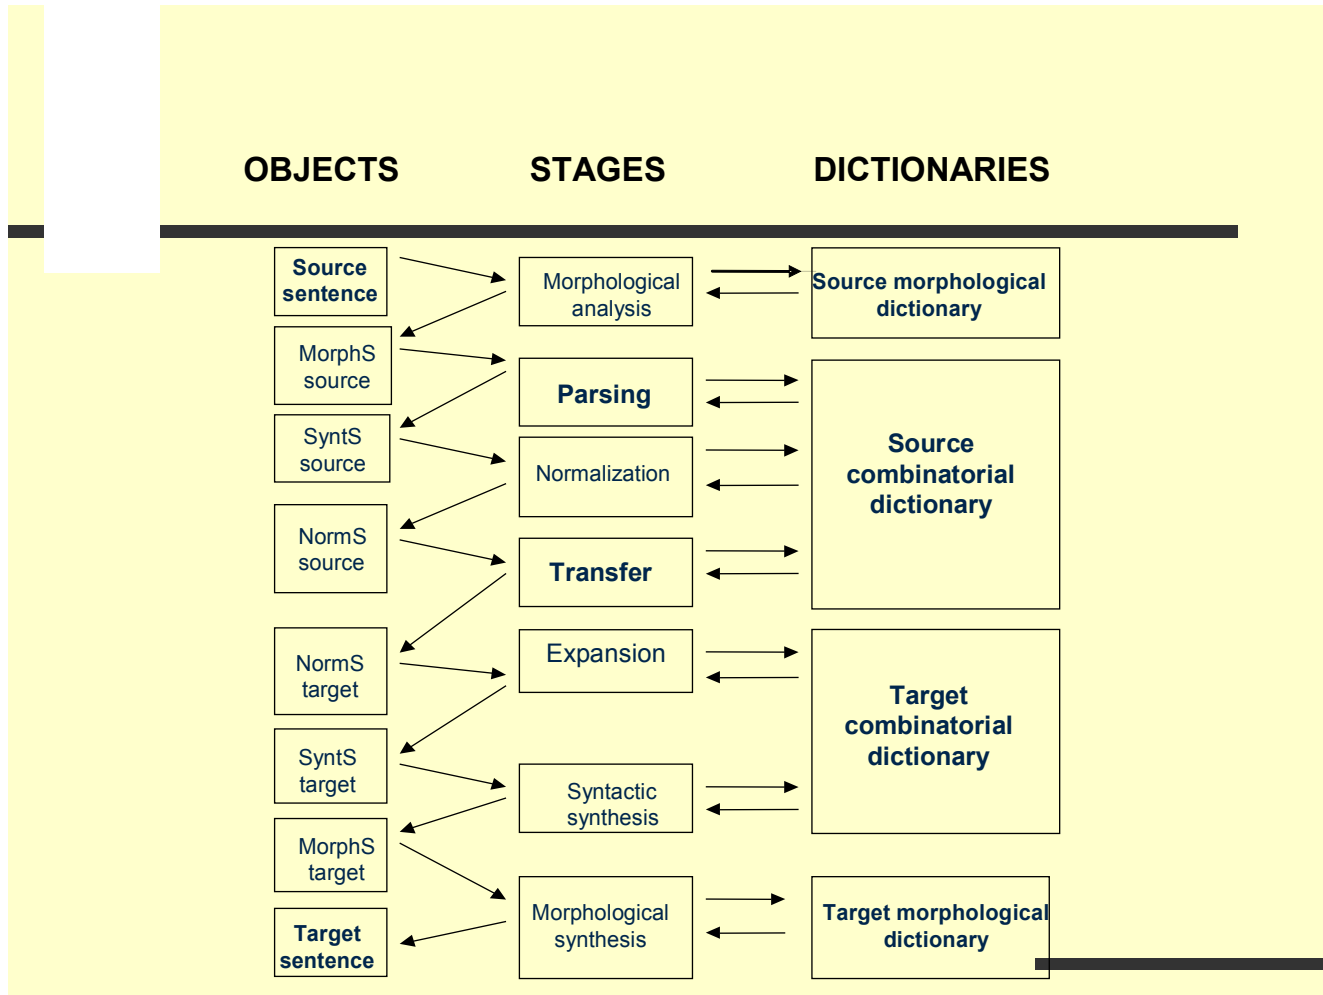 OBJECTS
STAGES
DICTIONARIES
Source
sentence
Morphological
analysis
Source morphological
dictionary
MorphS
source
Parsing
Source
combinatorial
dictionary
SyntS
source
Normalization
NormS
source
Transfer
NormS
target
Expansion
Target
combinatorial
dictionary
SyntS
target
Syntactic
synthesis
MorphS
target
Morphological
synthesis
Target morphological
dictionary
Target
sentence